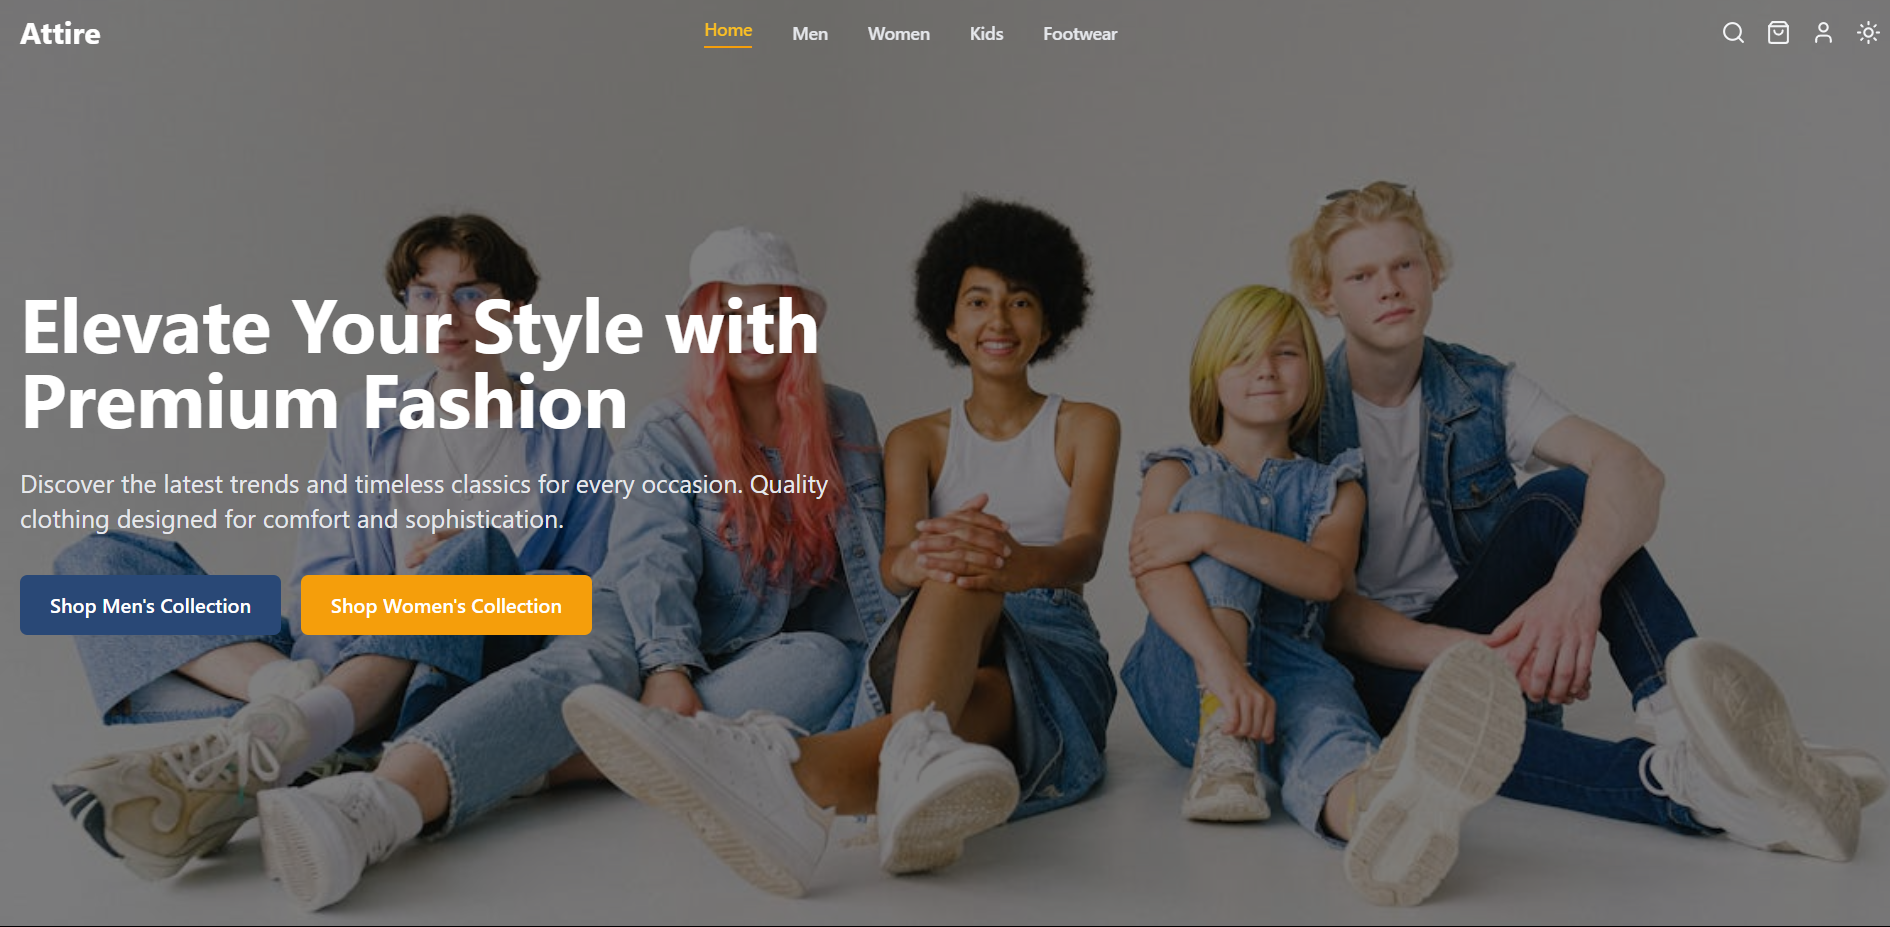 Attire
Home Men Women Kids Footwear
Elevate Your Style with
Premium Fashion
Discover the latest trends and timeless classics for every occasion. Quality
clothing designed for comfort and sophistication.
Shop Men's Collection Shop Women's Collection